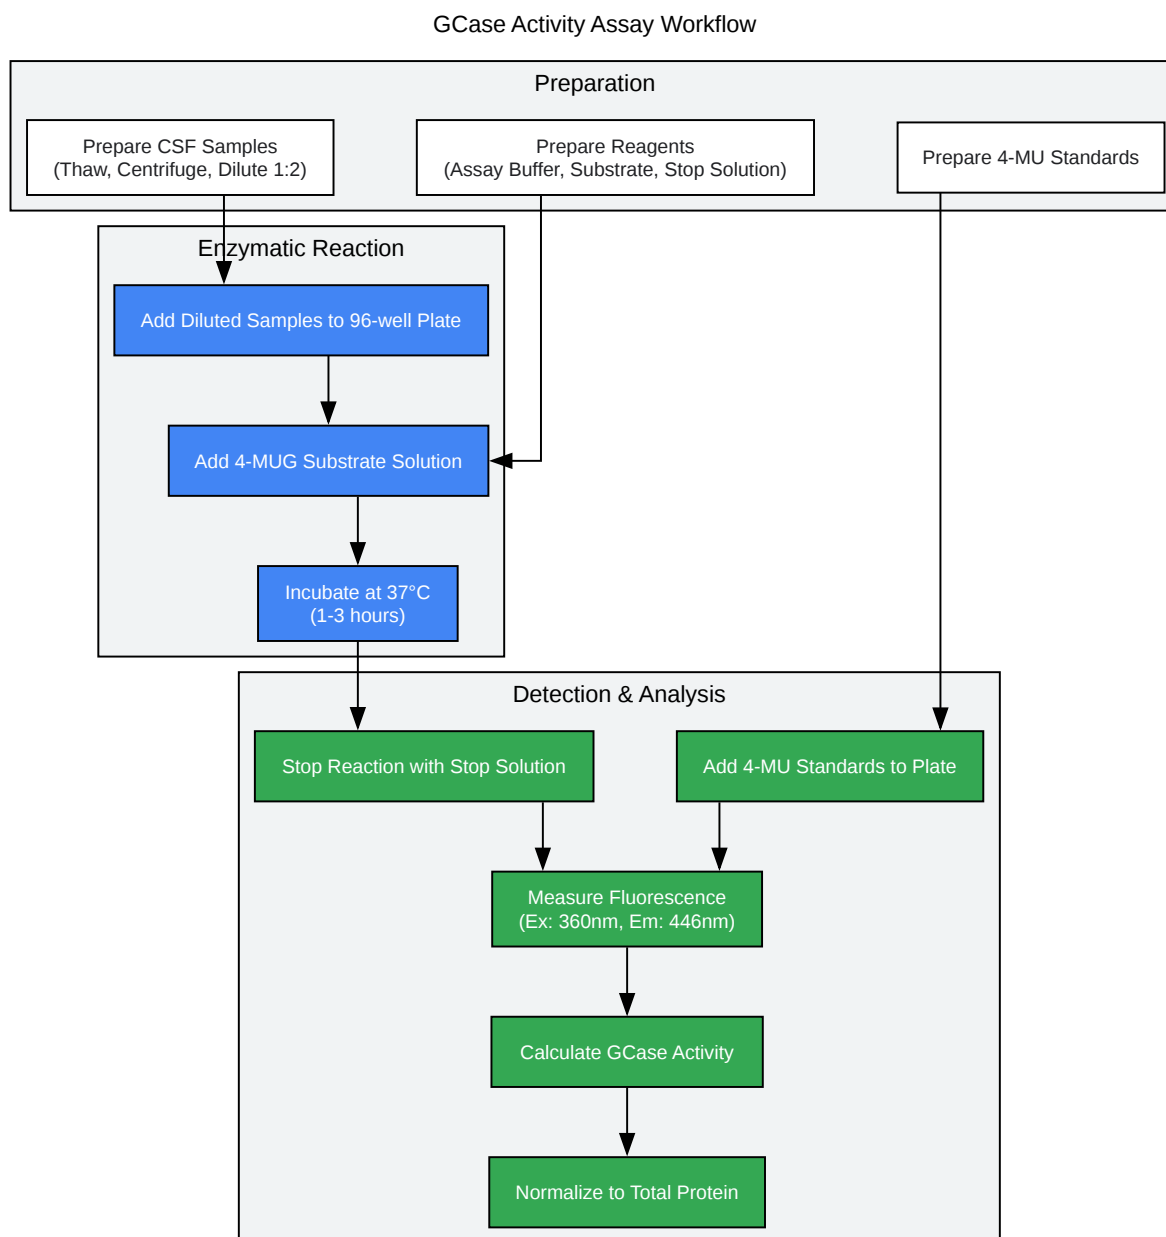 GCase Activity Assay Workflow
Preparation
Prepare CSF Samples
(Thaw, Centrifuge, Dilute 1:2)
Prepare Reagents
(Assay Buffer, Substrate, Stop Solution)
Prepare 4-MU Standards
Enzymatic Reaction
Add Diluted Samples to 96-well Plate
Add 4-MUG Substrate Solution
Incubate at 37°C
(1-3 hours)
Detection & Analysis
Stop Reaction with Stop Solution
Add 4-MU Standards to Plate
Measure Fluorescence
(Ex: 360nm, Em: 446nm)
Calculate GCase Activity
Normalize to Total Protein